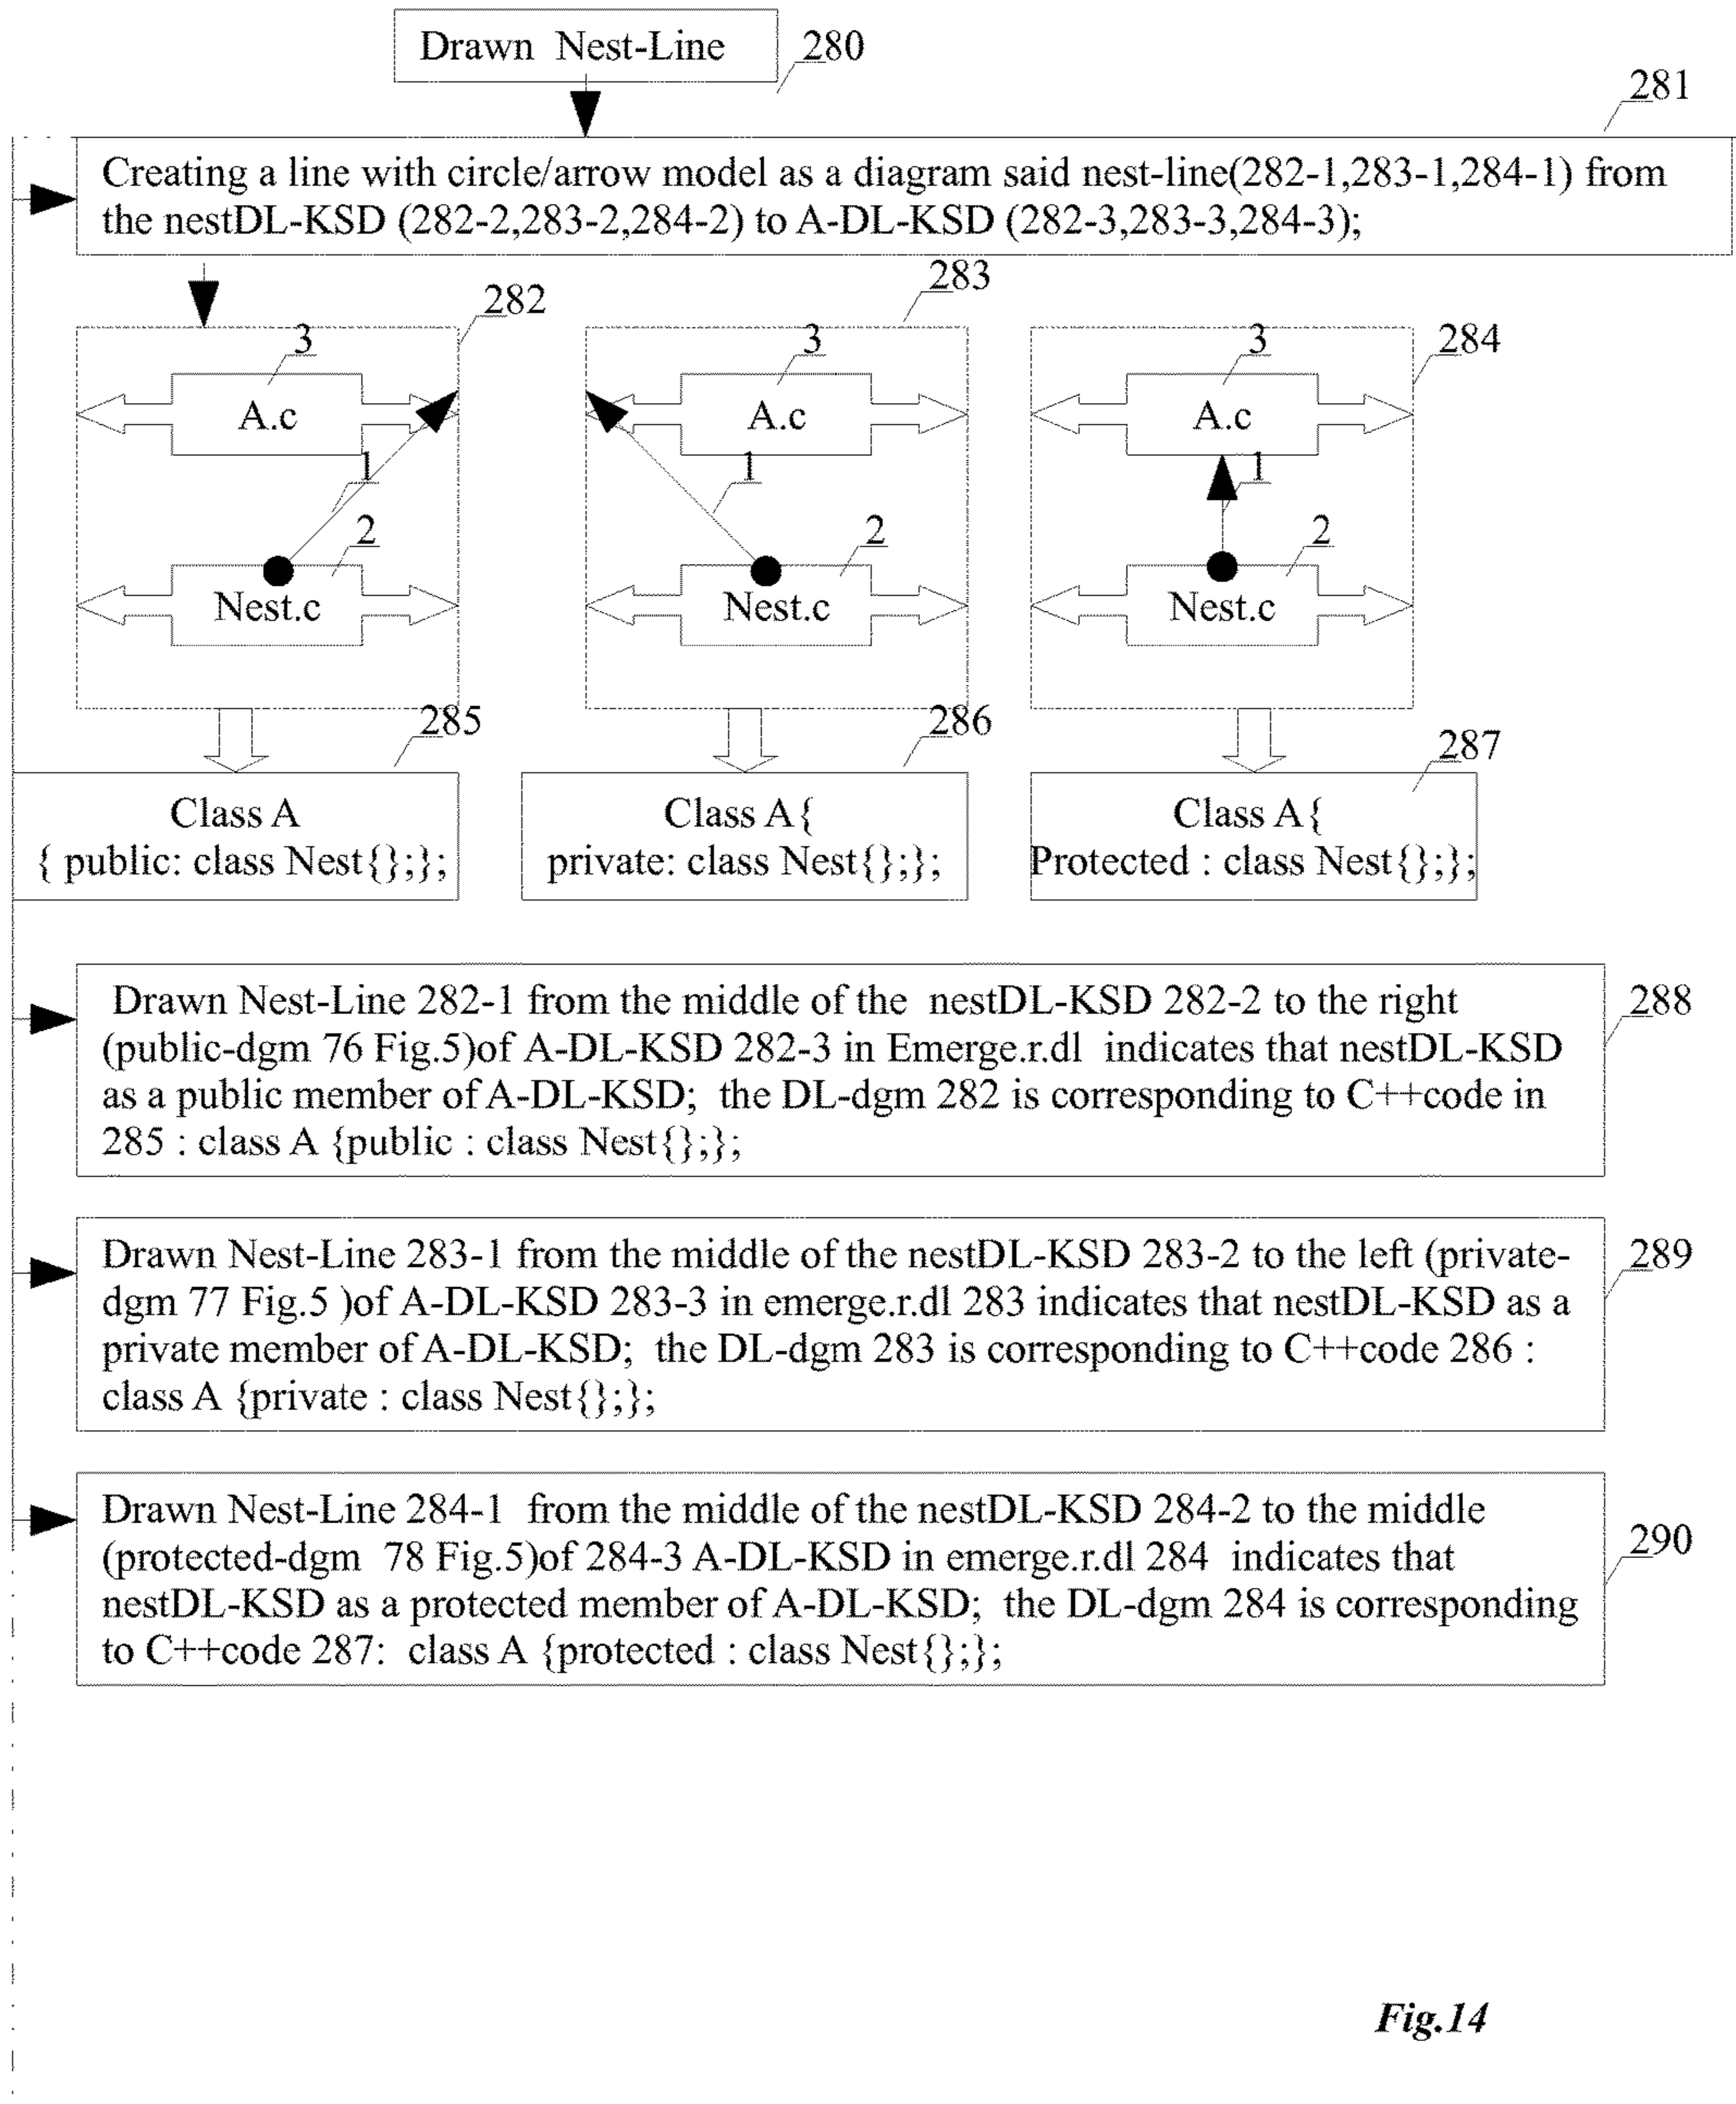 Drawn Nest-Line
280
281
Creating a line with circle/arrow model as a diagram said nest-line(282-1,283-1,284-1) from
the nestDL-KSD (282-2,283-2,284-2) to A-DL-KSD (282-3,283-3,284-3);
282
3
A.c
1
2
Nest.c
283
3
A.c
1
2
Nest.c
284
3
A.c
1
2
Nest.c
285
Class A
{ public: class Nest{};};
286
Class A{
private: class Nest{};};
287
Class A{
Protected : class Nest{};};
Drawn Nest-Line 282-1 from the middle of the nestDL-KSD 282-2 to the right
(public-dgm 76 Fig.5)of A-DL-KSD 282-3 in Emerge.r.dl indicates that nestDL-KSD
as a public member of A-DL-KSD; the DL-dgm 282 is corresponding to C++code in
285 : class A {public : class Nest{};};
288
Drawn Nest-Line 283-1 from the middle of the nestDL-KSD 283-2 to the left (private-
dgm 77 Fig.5 )of A-DL-KSD 283-3 in emerge.r.dl 283 indicates that nestDL-KSD as a
private member of A-DL-KSD; the DL-dgm 283 is corresponding to C++code 286 :
class A {private : class Nest{};};
289
Drawn Nest-Line 284-1 from the middle of the nestDL-KSD 284-2 to the middle
(protected-dgm 78 Fig.5)of 284-3 A-DL-KSD in emerge.r.dl 284 indicates that
nestDL-KSD as a protected member of A-DL-KSD; the DL-dgm 284 is corresponding
to C++code 287: class A {protected : class Nest{};};
290
Fig.14